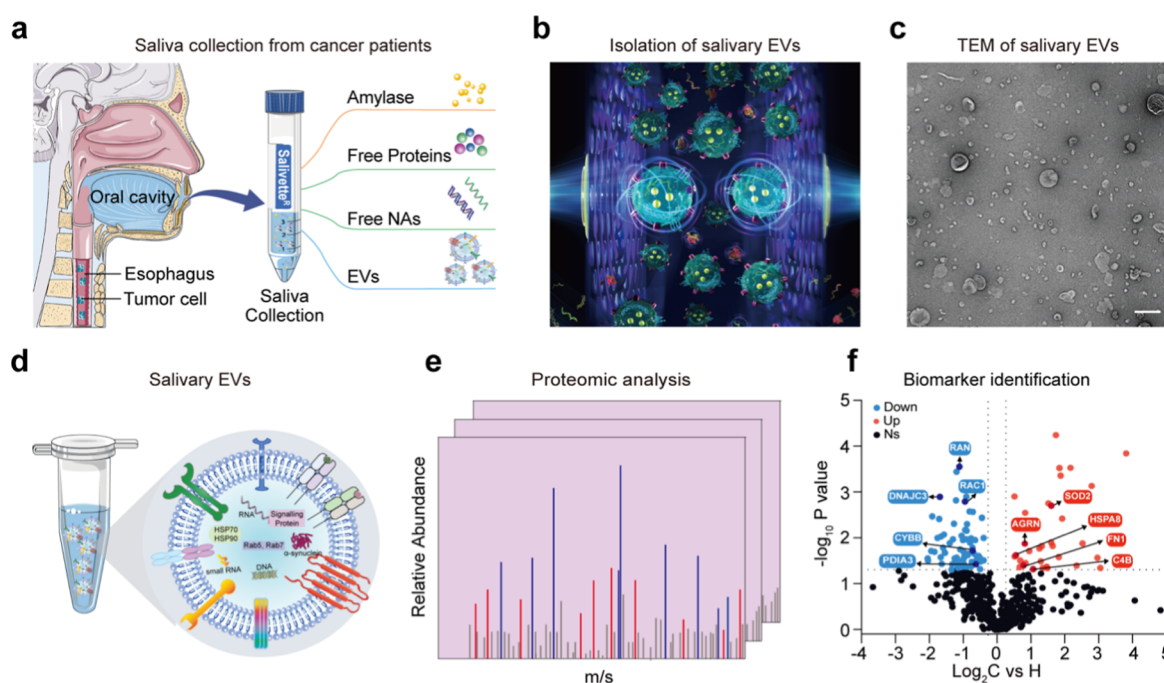 a
Saliva collection from cancer patients
Oral cavity
Esophagus
Tumor cell
Salivette®
3
2
Saliva
Collection
Amylase
Free Proteins
Free NAs
EVs
b
Isolation of salivary EVs
c
TEM of salivary EVs
d
Salivary EVs
RNA
Signalling
Protein
HSP70
HSP90
Rab5, Rab7
α-synuclein
small RNA
DNA
e
Proteomic analysis
Relative Abundance
m/s
f
Biomarker identification
Down
Up
Ns
-log10 P value
5
4
3
2
1
0
RAN
DNAJC3
RAC1
CYBB
PDIA3
SOD2
AGRN
HSPA8
FN1
C4B
-4 -3 -2 -1 0 1 2 3 4 5
Log2C vs H